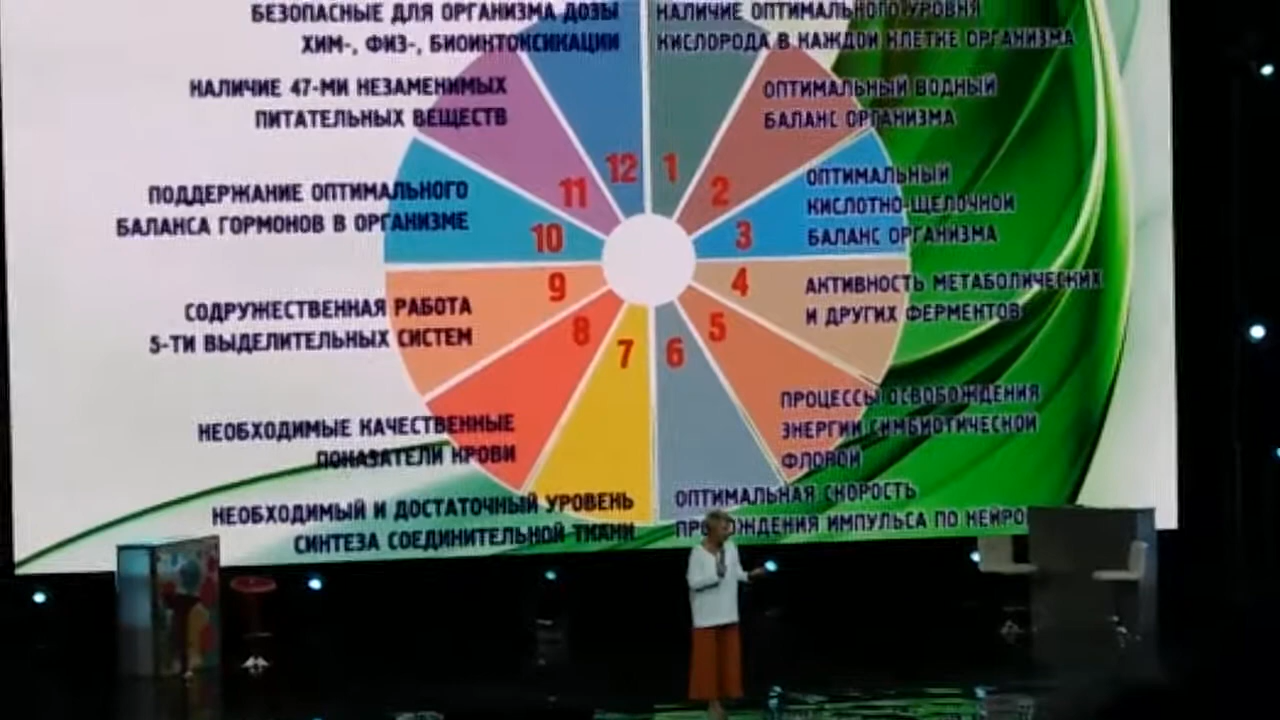 БЕЗОПАСНЫЕ ДЛЯ ОРГАНИЗМА ДОЗЫ
ХИМ-, ФИЗ-, БИОИНТОКСИКАЦИИ
НАЛИЧИЕ ОПТИМАЛЬНОГО УРОВНЯ
КИСЛОРОДА В КАЖДОЙ КЛЕТКЕ ОРГАНИЗМА
НАЛИЧИЕ 47-МИ НЕЗАМЕНИМЫХ
ПИТАТЕЛЬНЫХ ВЕЩЕСТВ
ОПТИМАЛЬНЫЙ ВОДНЫЙ
БАЛАНС ОРГАНИЗМА
12
1
11
2
ПОДДЕРЖАНИЕ ОПТИМАЛЬНОГО
БАЛАНСА ГОРМОНОВ В ОРГАНИЗМЕ
10
3
ОПТИМАЛЬНЫЙ
КИСЛОТНО-ЩЕЛОЧНОЙ
БАЛАНС ОРГАНИЗМА
СОДРУЖЕСТВЕННАЯ РАБОТА
5-ТИ ВЫДЕЛИТЕЛЬНЫХ СИСТЕМ
9
4
АКТИВНОСТЬ МЕТАБОЛИЧЕСКИХ
И ДРУГИХ ФЕРМЕНТОВ
8
5
7
6
НЕОБХОДИМЫЕ КАЧЕСТВЕННЫЕ
ПОКАЗАТЕЛИ КРОВИ
ПРОЦЕССЫ ОСВОБОЖДЕНИЯ
ЭНЕРГИИ СИМБИОТИЧЕСКОЙ
ФЛОРОЙ
НЕОБХОДИМЫЙ И ДОСТАТОЧНЫЙ УРОВЕНЬ
СИНТЕЗА СОЕДИНИТЕЛЬНОЙ ТКАНИ
ОПТИМАЛЬНАЯ СКОРОСТЬ
ИМПУЛЬСА ПО